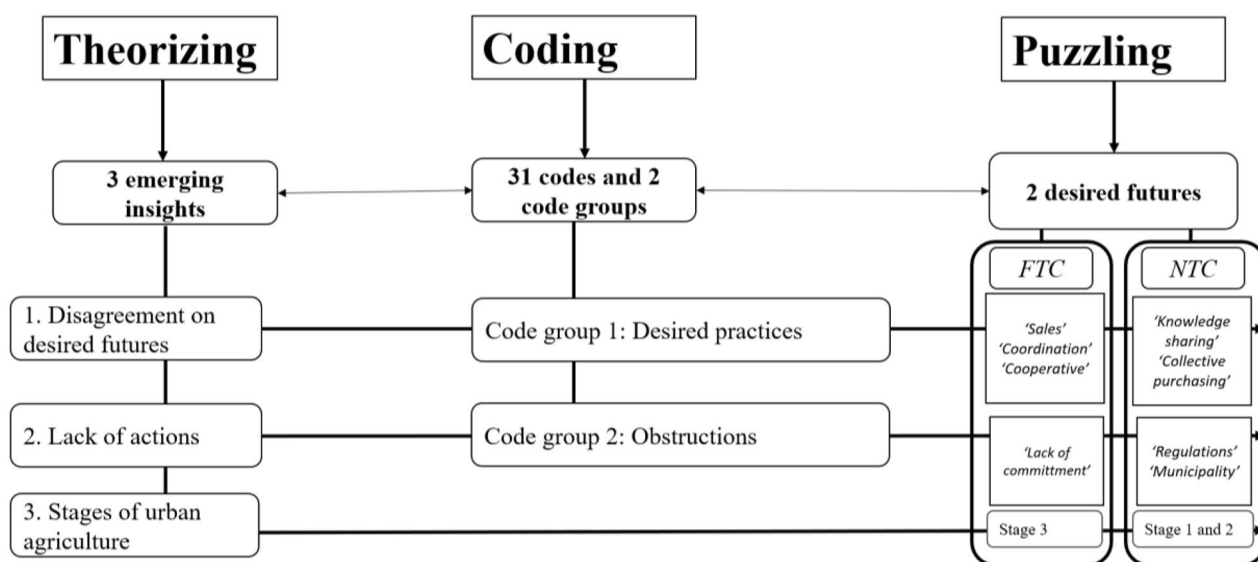 Theorizing
Coding
Puzzling
3 emerging
insights
31 codes and 2
code groups
2 desired futures
FTC
NTC
1. Disagreement on
desired futures
Code group 1: Desired practices
‘Sales’
‘Coordination’
‘Cooperative’
‘Knowledge
sharing’
‘Collective
purchasing’
2. Lack of actions
Code group 2: Obstructions
‘Lack of
committment’
‘Regulations’
‘Municipality’
3. Stages of urban
agriculture
Stage 3
Stage 1 and 2